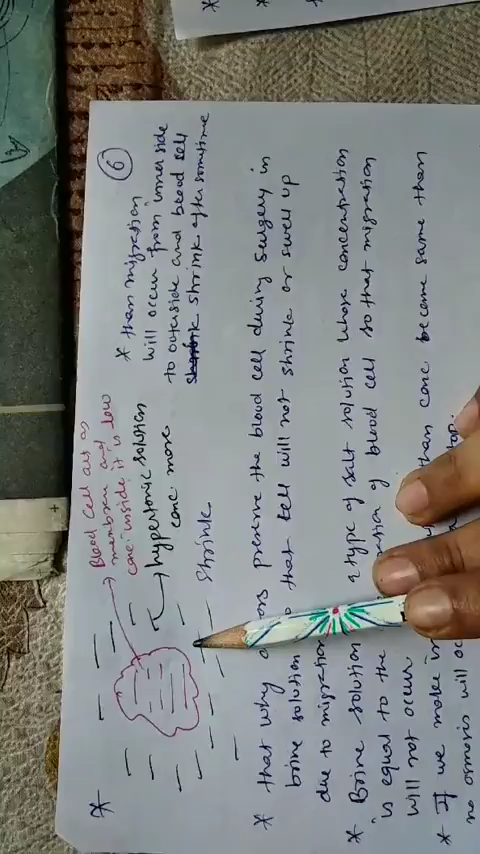 6
Blood Cell act as
membrane and low
conc inside it is low
hypertonic solution
conc. more
Shrink
* than migration
will occur from inner side
to outside and blood cell
shrink after sometime
* that why preserve the blood cell during surgery in
brine solution that cell will not shrink or swell up
due to migration
* Brine solution a type of salt solution whose concentration
is equal to the of blood cell so that migration
will not occur
* If we make than conc become same than
no osmosis will